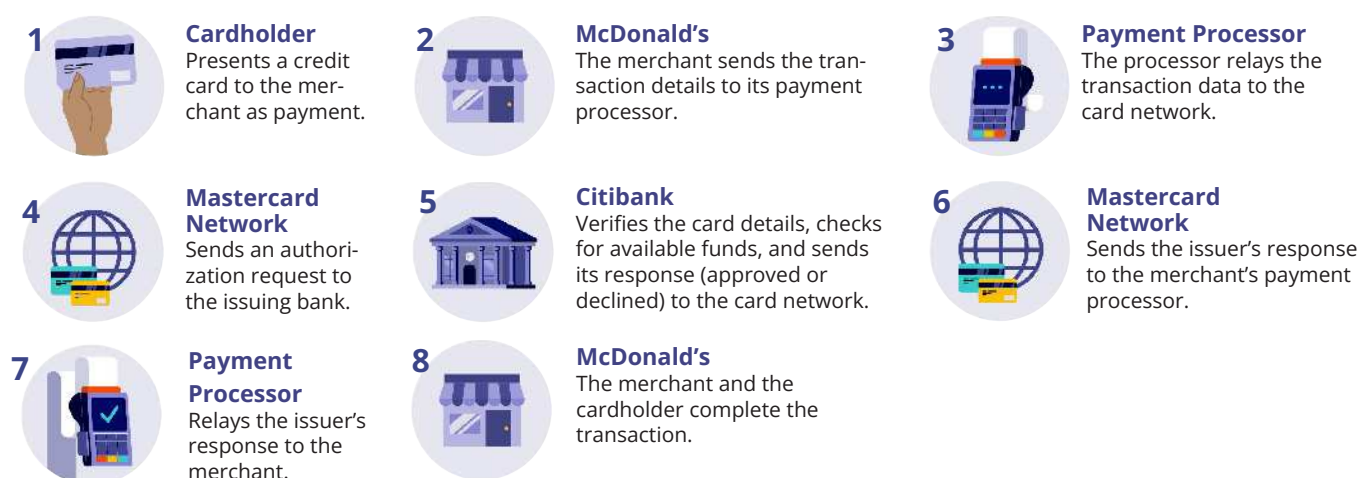 1
Cardholder
Presents a credit
card to the mer-
chant as payment.
2
McDonald's
The merchant sends the tran-
saction details to its payment
processor.
3
Payment Processor
The processor relays the
transaction data to the
card network.
4
Mastercard
Network
Sends an authori-
zation request to
the issuing bank.
5
Citibank
Verifies the card details, checks
for available funds, and sends
its response (approved or
declined) to the card network.
6
Mastercard
Network
Sends the issuer’s response
to the merchant’s payment
processor.
7
Payment
Processor
Relays the issuer’s
response to the
merchant.
8
McDonald's
The merchant and the
cardholder complete the
transaction.